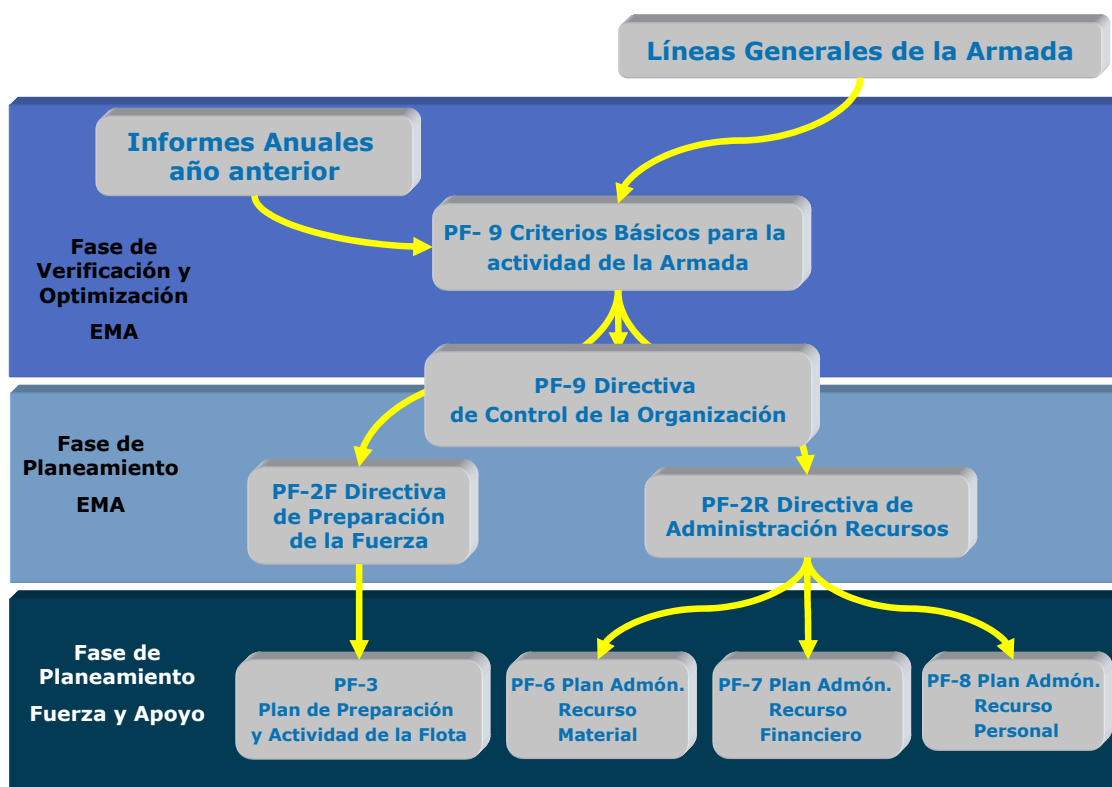 Líneas Generales de la Armada
Informes Anuales
año anterior
PF- 9 Criterios Básicos para la
actividad de la Armada
Fase de
Verificación y
Optimización
EMA
PF-9 Directiva
de Control de la Organización
Fase de
Planeamiento
EMA
PF-2F Directiva
de Preparación
de la Fuerza
PF-2R Directiva de
Administración Recursos
Fase de
Planeamiento
Fuerza y Apoyo
PF-3
Plan de Preparación
y Actividad de la Flota
PF-6 Plan Admón.
Recurso
Material
PF-7 Plan Admón.
Recurso
Financiero
PF-8 Plan Admón.
Recurso
Personal